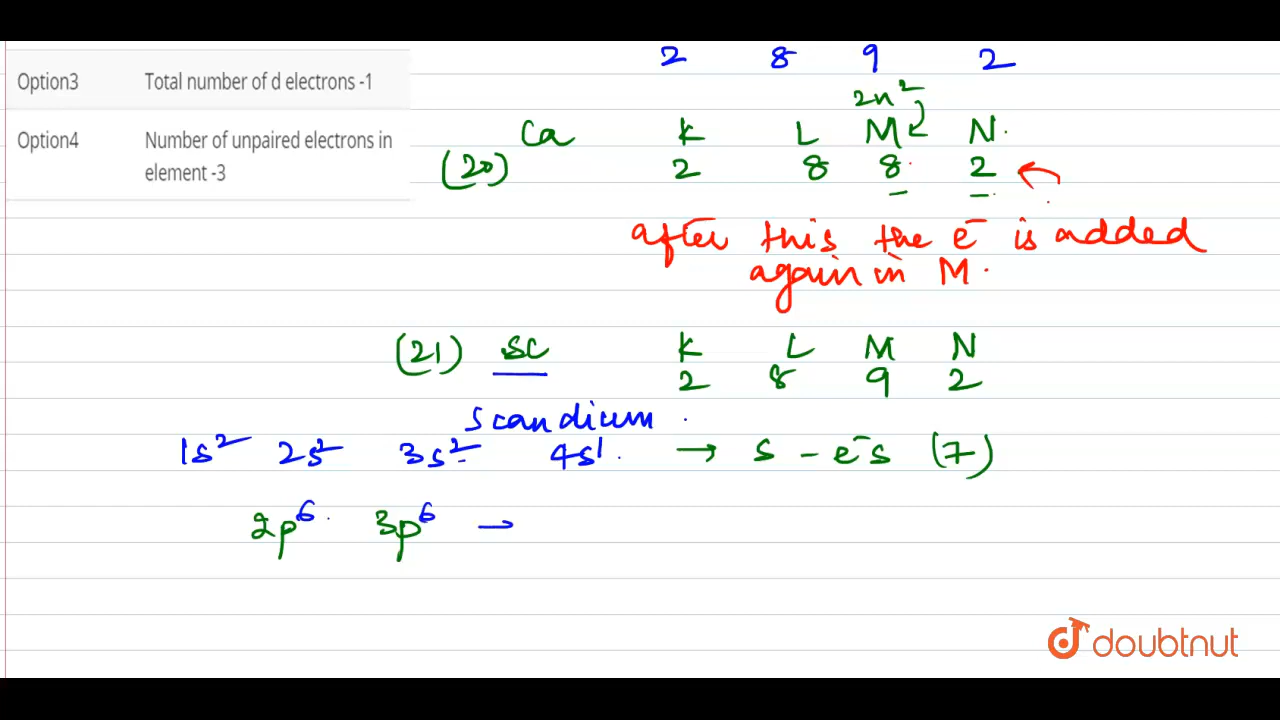 2 8 9 2
Option3 Total number of d electrons -1
2n²
Option4 Number of unpaired electrons in
element -3
Ca K L M N
(20) 2 8 8 2
after this the e⁻ is added
again in M.
(21) SC K L M N
2 8 9 2
Scandium
1s² 2s² 3s² 4s¹ → s - e⁻s (7)
2p⁶ 3p⁶ →
doubtnut